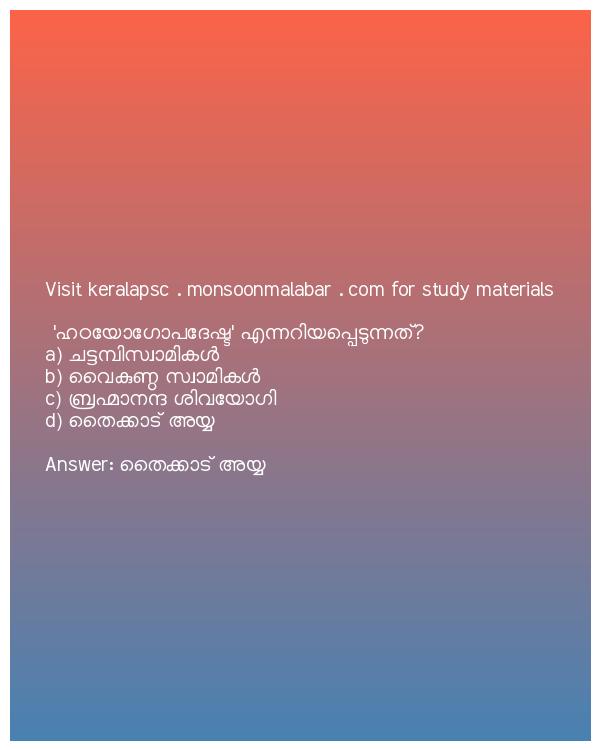 Visit keralapsc . monsoonmalabar . com for study materials
'ഹഠയോഗോപദേഷ്ട' എന്നറിയപ്പെടുന്നത്?
a) ചട്ടമ്പിസ്വാമികൾ
b) വൈകുണ്ഠ സ്വാമികൾ
c) ബ്രഹ്മാനന്ദ ശിവയോഗി
d) തൈക്കാട് അയ്യ
Answer: തൈക്കാട് അയ്യ